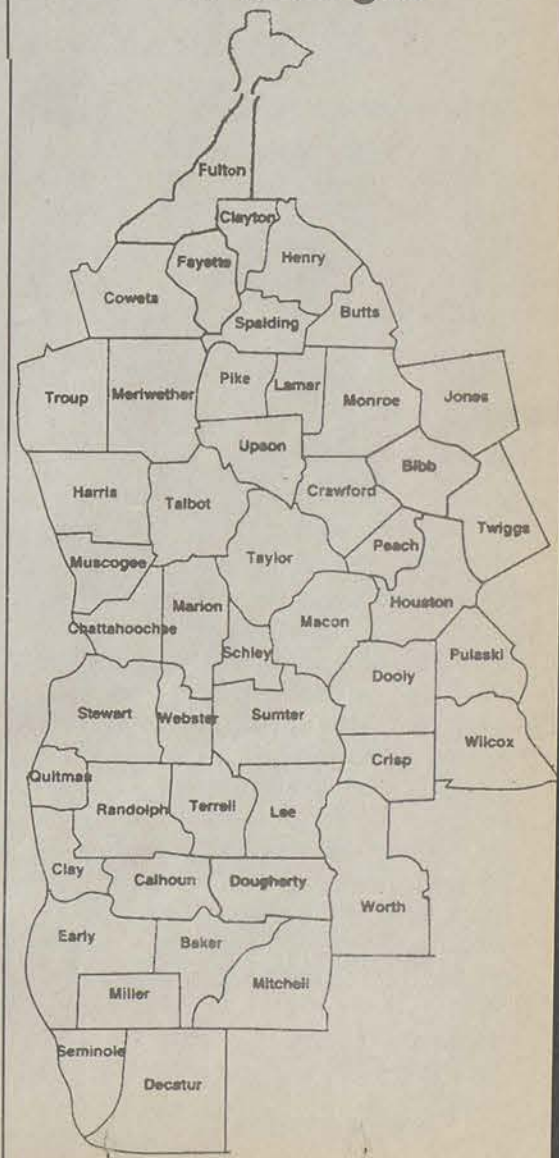 Fulton
Clayton
Fayette
Henry
Coweta
Spalding
Butts
Troup
Meriwether
Pike
Lamar
Monroe
Jones
Upson
Bibb
Harris
Talbot
Crawford
Twiggs
Muscogee
Taylor
Peach
Houston
Chattahoochee
Marion
Macon
Schley
Pulaski
Dooly
Stewart
Webster
Sumter
Wilcox
Crisp
Quitman
Randolph
Terrell
Lee
Clay
Calhoun
Dougherty
Worth
Early
Baker
Mitchell
Miller
Seminole
Decatur